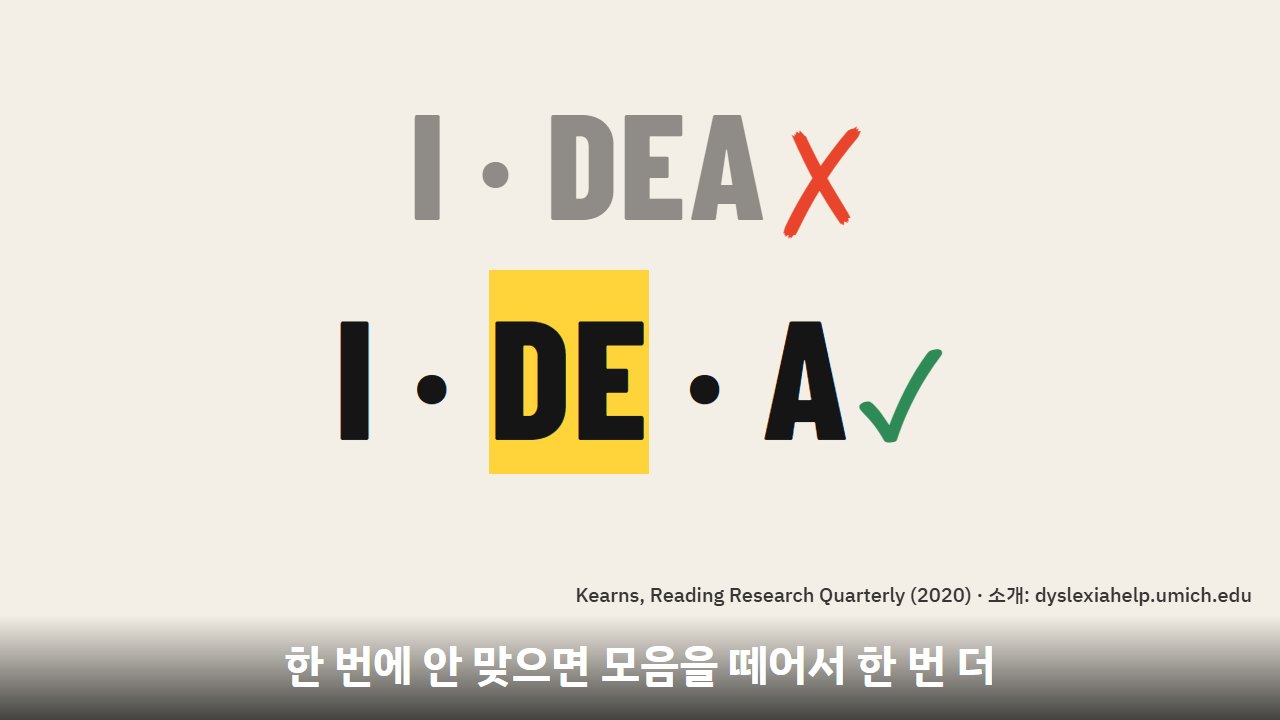 I · DEA
I · DE · A
Kearns, Reading Research Quarterly (2020) · 소개: dyslexiahelp.umich.edu
한 번에 안 맞으면 모음을 떼어서 한 번 더